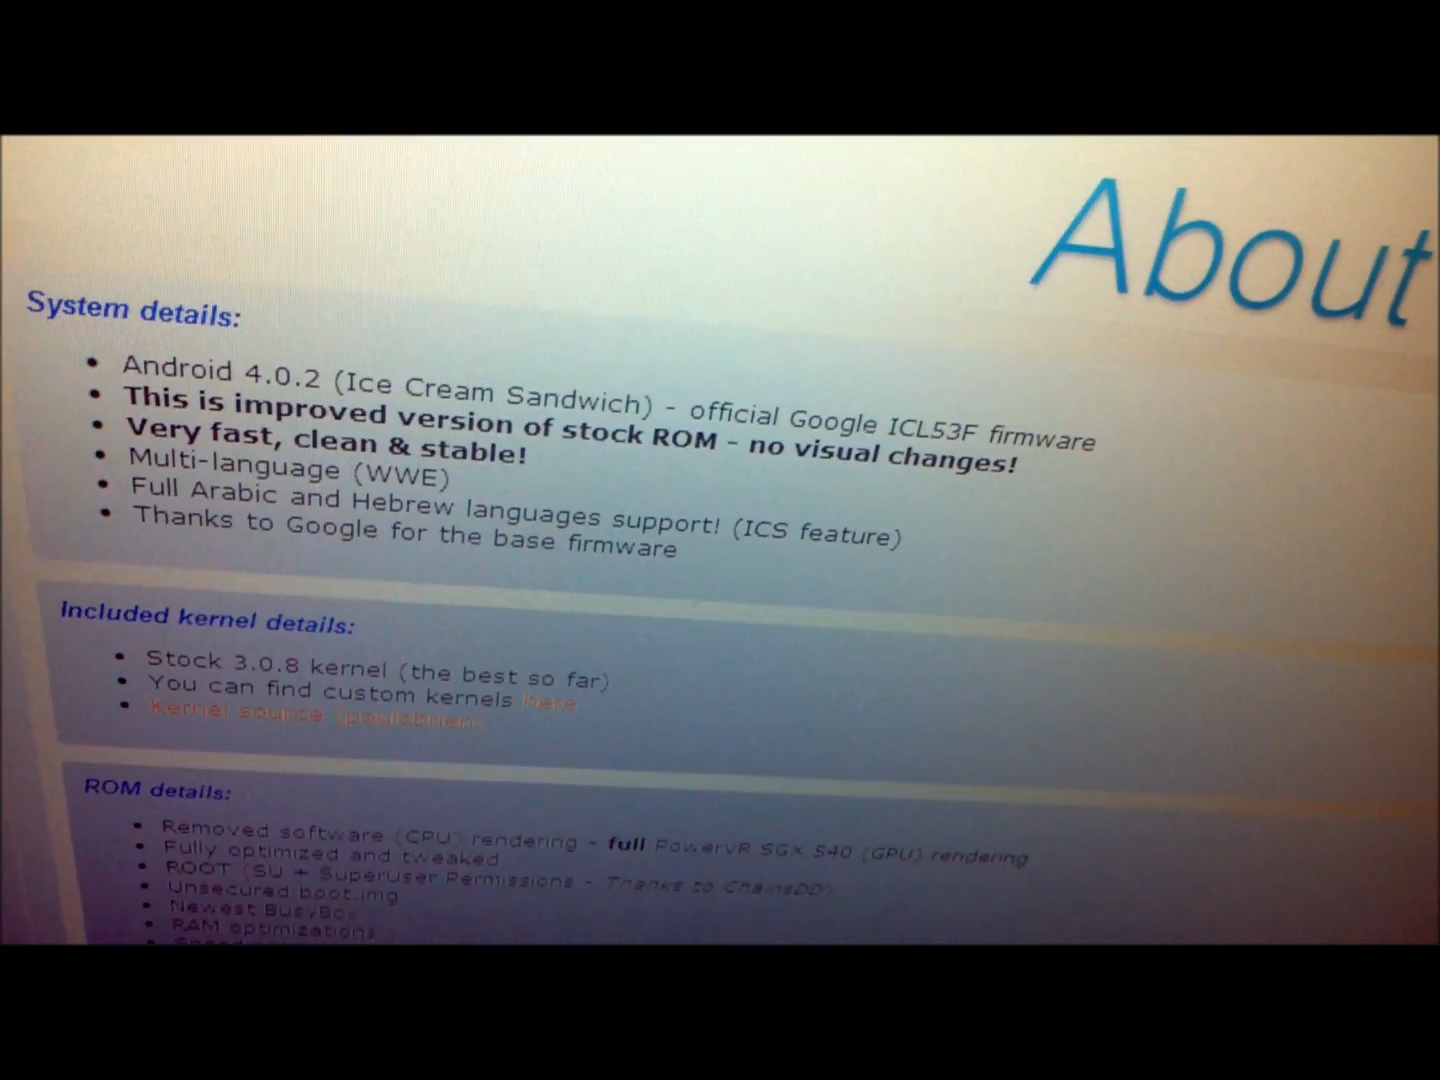 About
System details:
Android 4.0.2 (Ice Cream Sandwich) - official Google ICL53F firmware
This is improved version of stock ROM - no visual changes!
Very fast, clean & stable!
Multi-language (WWE)
Full Arabic and Hebrew languages support! (ICS feature)
Thanks to Google for the base firmware
Included kernel details:
Stock 3.0.8 kernel (the best so far)
You can find custom kernels here
Kernel source (paulobrien)
ROM details:
Removed software (CPU) rendering - full PowerVR SGX 540 (GPU) rendering
Fully optimized and tweaked
ROOT (SU + SuperUser Permissions - Thanks to ChainsDD)
Unsecured boot.img
Newest BusyBox
RAM optimizations